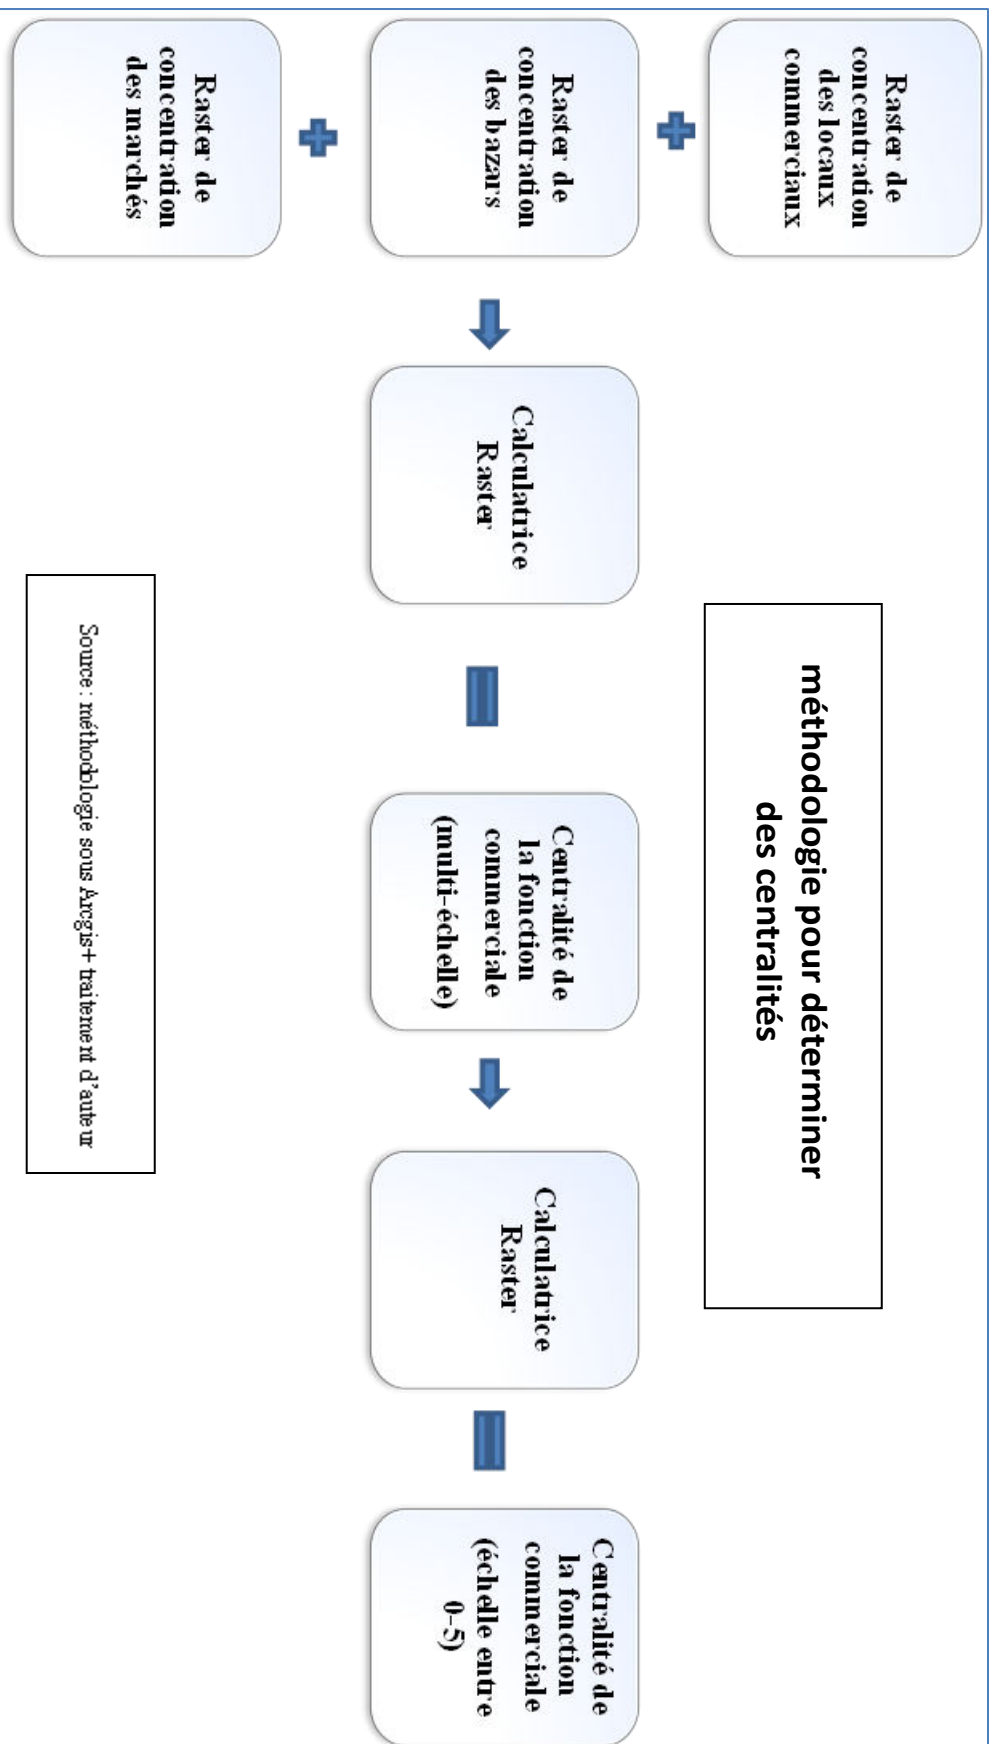 méthodologie pour déterminer
des centralités
Raster de
concentration
des locaux
commerciaux
Raster de
concentration
des bazars
Raster de
concentration
des marchés
Calculatrice
Raster
Centralité de
la fonction
commerciale
(multi-échelle)
Calculatrice
Raster
Centralité de
la fonction
commerciale
(échelle entre
0-5)
Source : méthodologie sous Arcgis+ traitement d'auteur